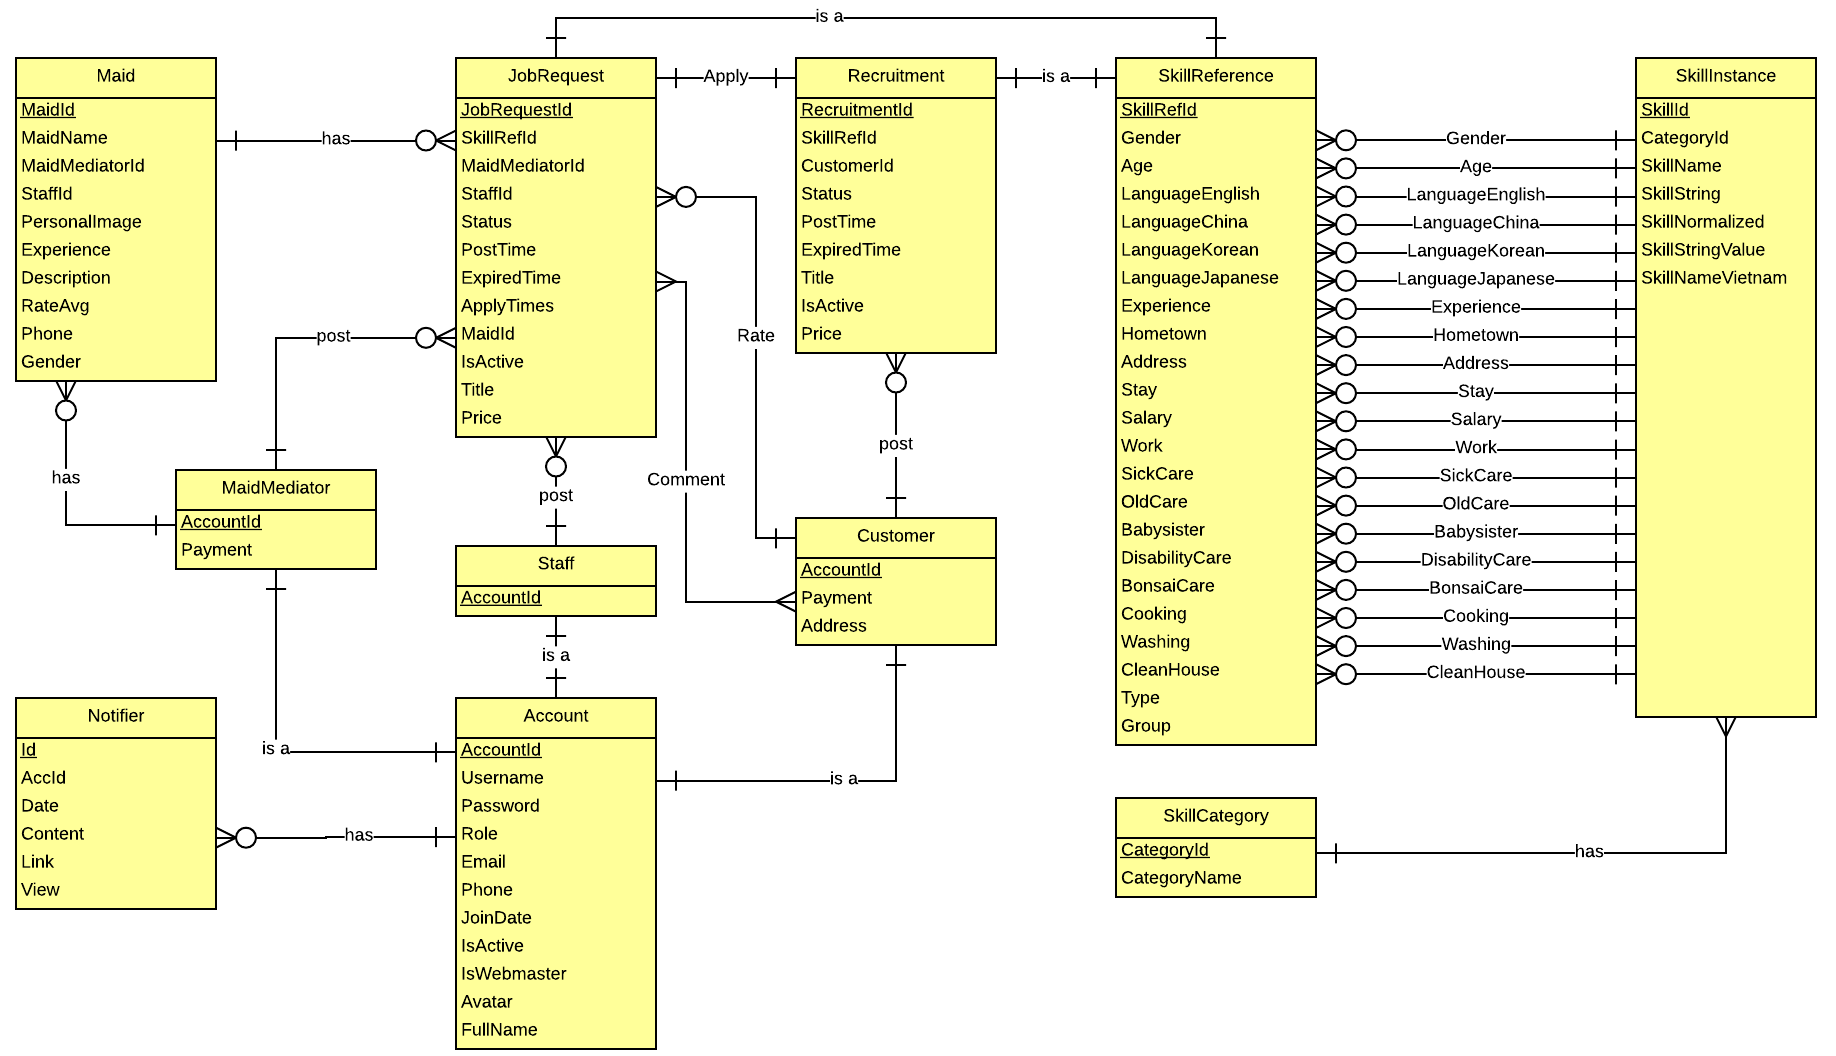 is a
Maid
MaidId
MaidName
MaidMediatorId
StaffId
PersonalImage
Experience
Description
RateAvg
Phone
Gender
has
JobRequest
JobRequestId
SkillRefId
MaidMediatorId
StaffId
Status
PostTime
ExpiredTime
ApplyTimes
MaidId
IsActive
Title
Price
Apply
Recruitment
RecruitmentId
SkillRefId
CustomerId
Status
PostTime
ExpiredTime
Title
IsActive
Price
is a
SkillReference
SkillRefId
Gender
Age
LanguageEnglish
LanguageChina
LanguageKorean
LanguageJapanese
Experience
Hometown
Address
Stay
Salary
Work
SickCare
OldCare
Babysister
DisabilityCare
BonsaiCare
Cooking
Washing
CleanHouse
Type
Group
Gender
Age
LanguageEnglish
LanguageChina
LanguageKorean
LanguageJapanese
Experience
Hometown
Address
Stay
Salary
Work
SickCare
OldCare
Babysister
DisabilityCare
BonsaiCare
Cooking
Washing
CleanHouse
SkillInstance
SkillId
CategoryId
SkillName
SkillString
SkillNormalized
SkillStringValue
SkillNameVietnam
post
Rate
has
post
Comment
post
MaidMediator
AccountId
Payment
Staff
AccountId
Customer
AccountId
Payment
Address
is a
is a
is a
Notifier
Id
AccId
Date
Content
Link
View
has
Account
AccountId
Username
Password
Role
Email
Phone
JoinDate
IsActive
IsWebmaster
Avatar
FullName
SkillCategory
CategoryId
CategoryName
has